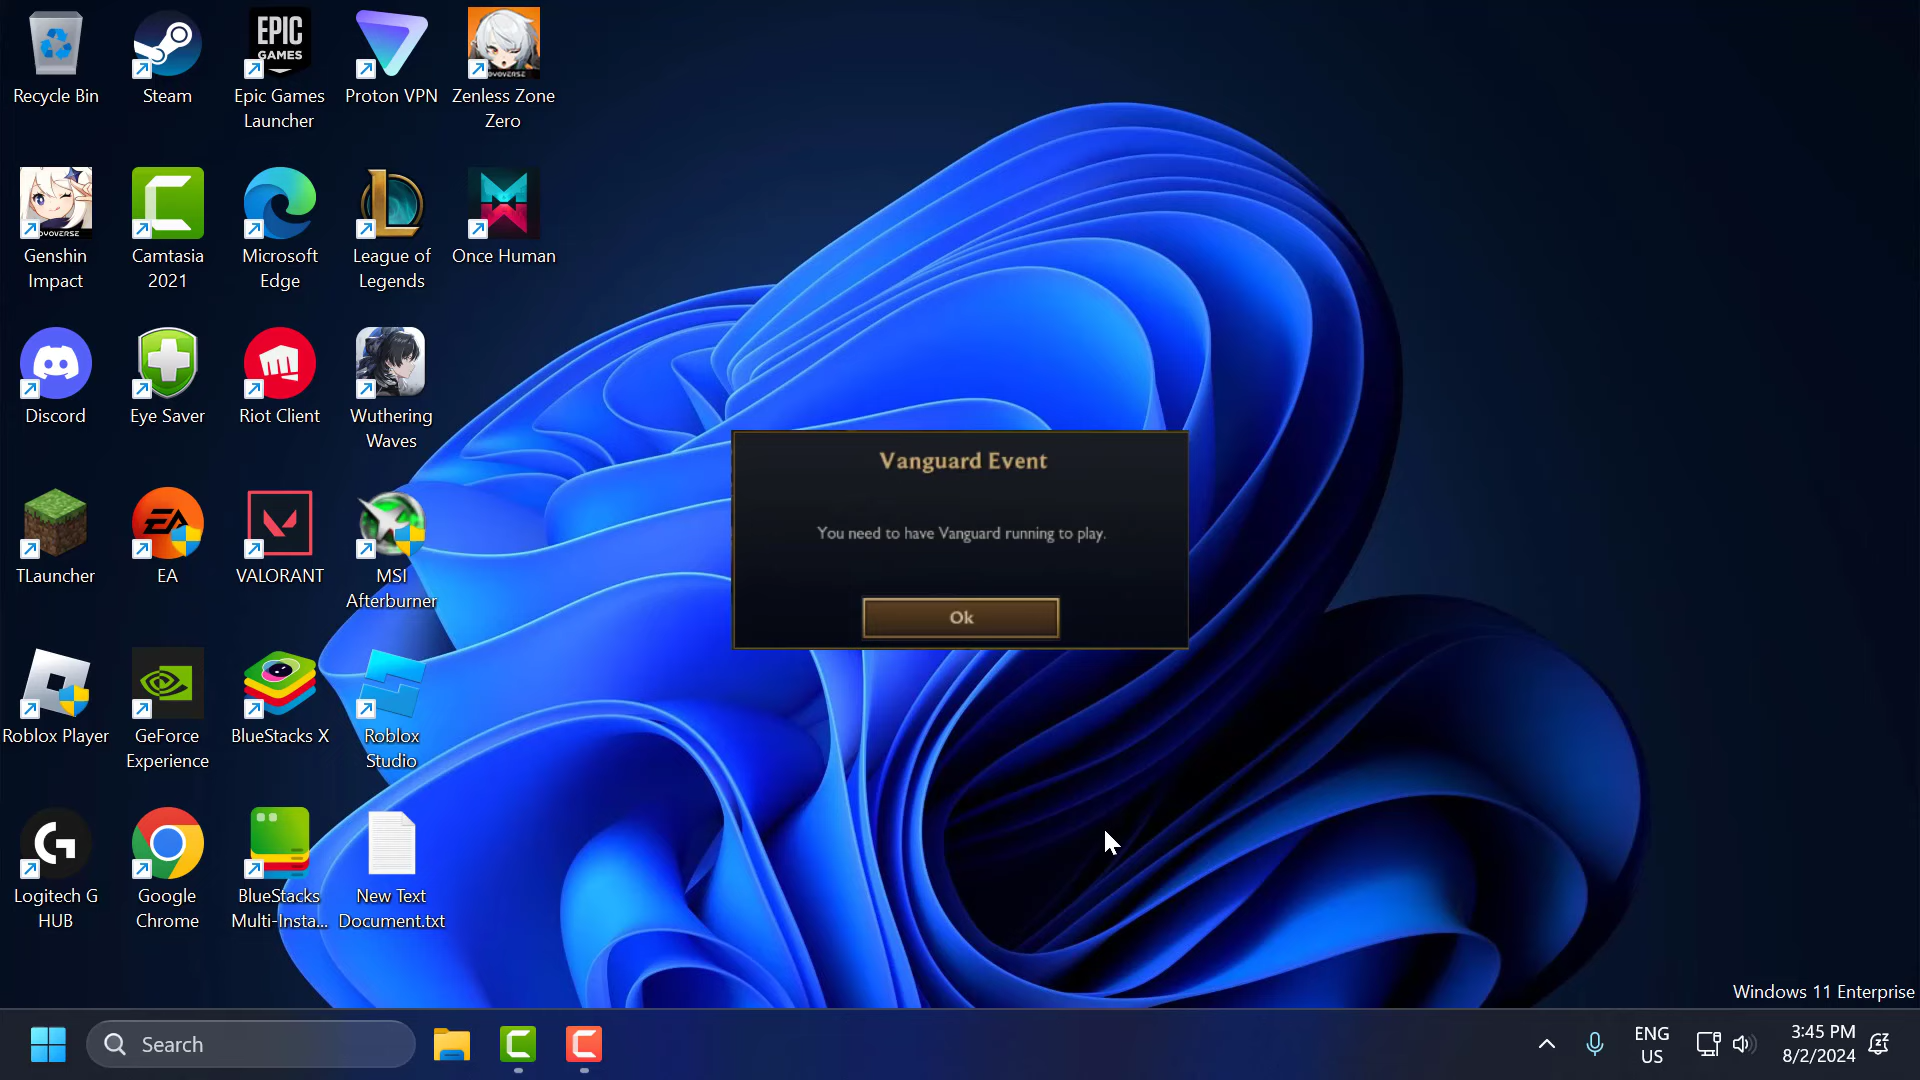 Recycle Bin
Steam
EPIC
GAMES
Epic Games
Launcher
Proton VPN
Zenless Zone
Zero
Genshin
Impact
Camtasia
2021
Microsoft
Edge
League of
Legends
Once Human
Discord
Eye Saver
Riot Client
Wuthering
Waves
TLauncher
EA
EA
VALORANT
MSI
Afterburner
Roblox Player
GeForce
Experience
BlueStacks X
Roblox
Studio
Logitech G
HUB
Google
Chrome
BlueStacks
Multi-Insta...
New Text
Document.txt
Vanguard Event
You need to have Vanguard running to play.
Ok
Windows 11 Enterprise
Search
ENG
US
3:45 PM
8/2/2024